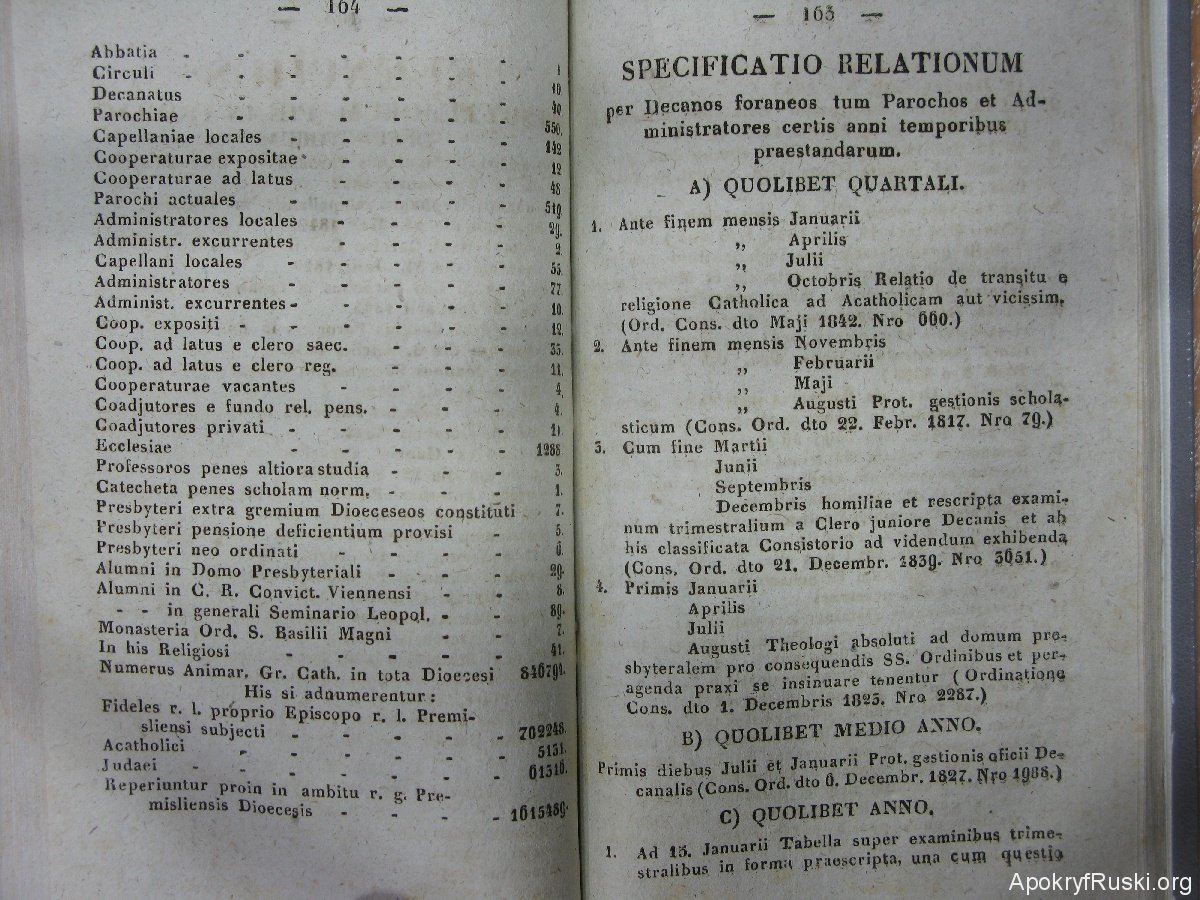 — 164 —
Abbatia - - - - - - - - 1
Circuli - - - - - - - - 10
Decanatus - - - - - - - 40
Parochiae - - - - - - - 550.
Capellaniae locales - - - - - 142
Cooperaturae expositae - - - - - 12
Cooperaturae ad latus - - - - - 48
Parochi actuales - - - - - 519
Administratores locales - - - - - 29.
Administr. excurrentes - - - - - 2.
Capellani locales - - - - - 55.
Administratores - - - - - 77.
Administ. excurrentes - - - - - 10.
Coop. expositi - - - - - - 12.
Coop. ad latus e clero saec. - - - 35.
Coop. ad latus e clero reg. - - - 11.
Cooperaturae vacantes - - - - 4.
Coadjutores e fundo rel. pens. - - - 4.
Coadjutores privati - - - - - 11.
Ecclesiae - - - - - 1288.
Professoros penes altiora studia - - - 3.
Catecheta penes scholam norm. - - - 1.
Presbyteri extra gremium Dioeceseos constituti 7.
Presbyteri pensione deficientium provisi - 5.
Presbyteri neo ordinati - - - - 6.
Alumni in Domo Presbyteriali - - - 29.
Alumni in C. R. Convict. Viennensi - - 8.
- - in generali Seminario Leopol. - - 89.
Monasteria Ord. S. Basilii Magni - - 7.
In his Religiosi - - - - - 41.
Numerus Animar. Gr. Cath. in tota Dioecesi 846794.
His si adnumerentur:
Fideles r. l. proprio Episcopo r. l. Premi-
sliensi subjecti - - - - - 702248.
Acatholici - - - - - 5131.
Judaei - - - - - - 61316.
Reperiuntur proin in ambitu r. g. Pre-
misliensis Dioecesis - - - - 1615489.
— 165 —
SPECIFICATIO RELATIONUM
per Decanos foraneos tum Parochos et Ad-
ministratores certis anni temporibus
praestandarum.
A) QUOLIBET QUARTALI.
1. Ante finem mensis Januarii
„ Aprilis
„ Julii
„ Octobris Relatio de transitu e
religione Catholica ad Acatholicam aut vicissim.
(Ord. Cons. dto Maji 1842. Nro 660.)
2. Ante finem mensis Novembris
„ Februarii
„ Maji
„ Augusti Prot. gestionis schola-
sticum (Cons. Ord. dto 22. Febr. 1817. Nro 79.)
3. Cum fine Martii
Junii
Septembris
Decembris homiliae et rescripta exami-
num trimestralium a Clero juniore Decanis et ab
his classificata Consistorio ad videndum exhibenda
(Cons. Ord. dto 21. Decembr. 1839. Nro 3651.)
4. Primis Januarii
Aprilis
Julii
Augusti Theologi absoluti ad domum pre-
sbyteralem pro consequendis SS. Ordinibus et per-
agenda praxi se insinuare tenentur (Ordinatione
Cons. dto 1. Decembris 1825. Nro 2287.)
B) QUOLIBET MEDIO ANNO.
Primis diebus Julii et Januarii Prot. gestionis oficii De-
canalis (Cons. Ord. dto 6. Decembr. 1827. Nro 1988.)
C) QUOLIBET ANNO.
1. Ad 15. Januarii Tabella super examinibus trime-
stralibus in forma praescripta, una cum questio
ApokryfRuski.org